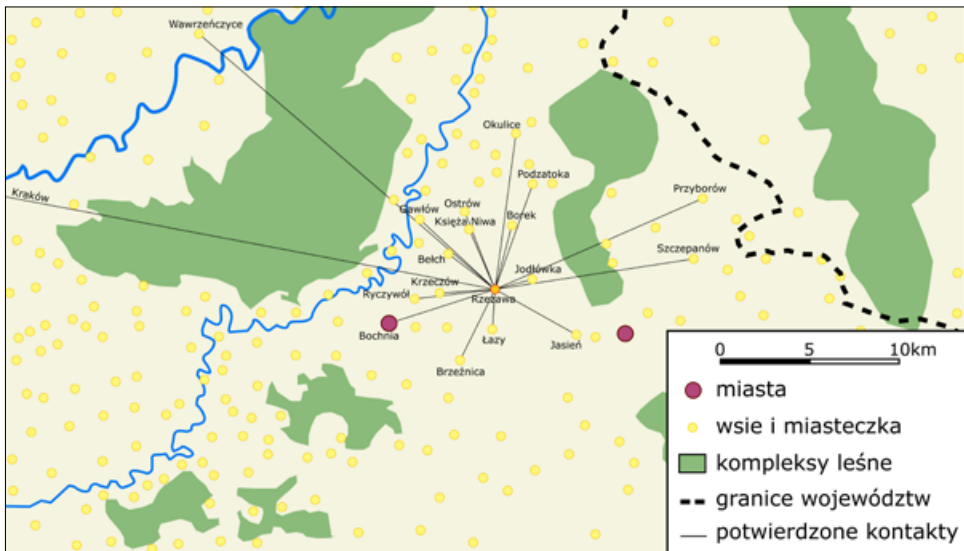 Wawrzeńczyce
Okulice
Podzatoka
Kraków
Przyborów
Gawłów
Ostrów
Księża Niwa
Borek
Szczepanów
Bełch
Jodłówka
Krzeczów
Ryczywół
Rzezawa
Bochnia
Łazy
Jasień
Brzeźnica
0 5 10km
miasta
wsie i miasteczka
kompleksy leśne
granice województw
potwierdzone kontakty